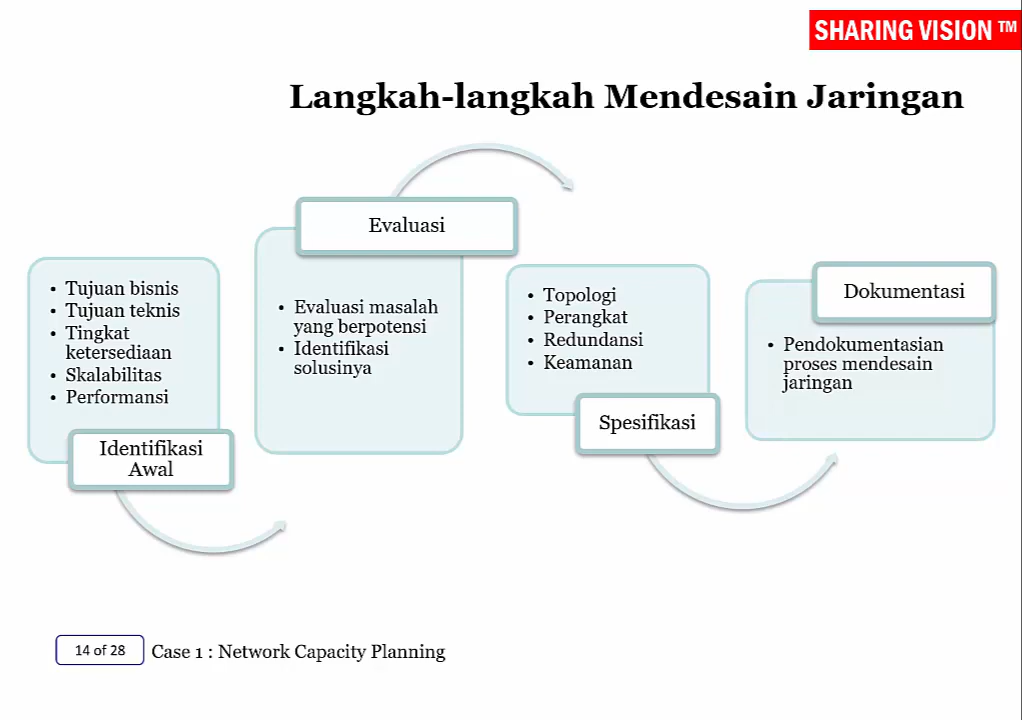 SHARING VISION ™
Langkah-langkah Mendesain Jaringan
• Tujuan bisnis
• Tujuan teknis
• Tingkat
ketersediaan
• Skalabilitas
• Performansi
Identifikasi
Awal
Evaluasi
• Evaluasi masalah
yang berpotensi
• Identifikasi
solusinya
• Topologi
• Perangkat
• Redundansi
• Keamanan
Spesifikasi
Dokumentasi
• Pendokumentasian
proses mendesain
jaringan
14 of 28
Case 1 : Network Capacity Planning